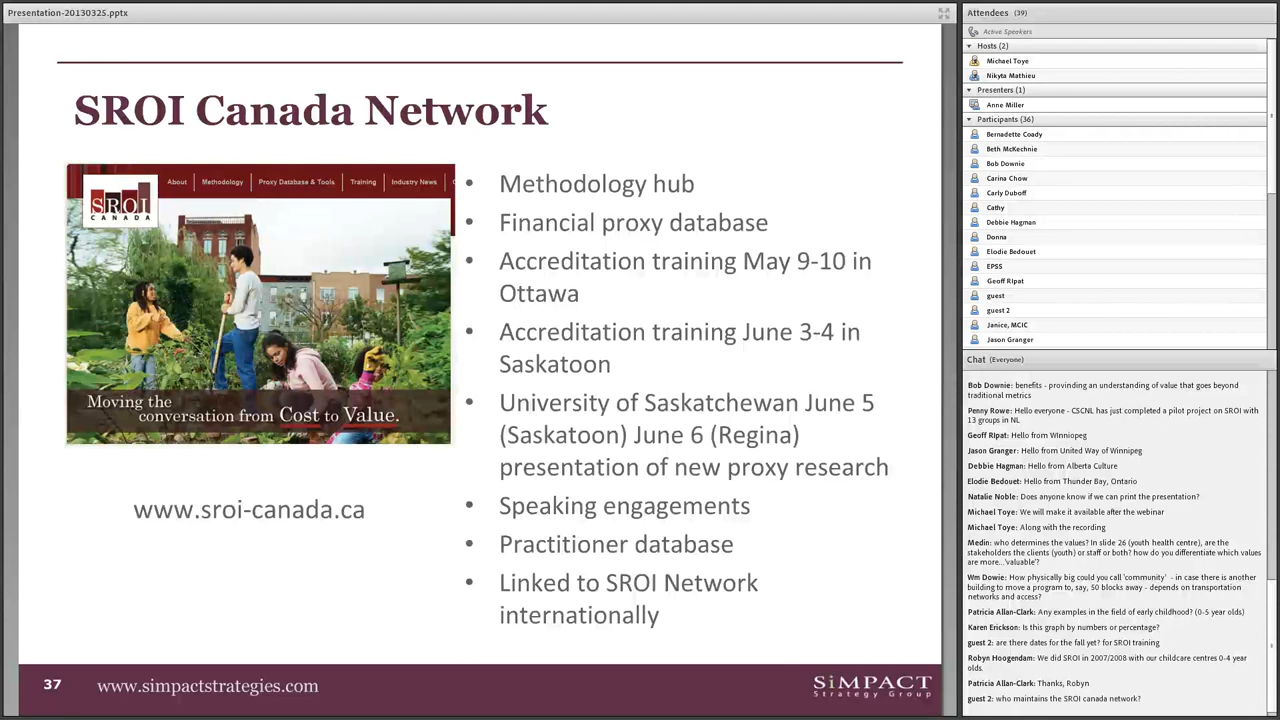 Presentation-20130325.pptx
SROI Canada Network
SROI
CANADA
About
Methodology
Proxy Database & Tools
Training
Industry News
Moving the
conversation from Cost to Value.
www.sroi-canada.ca
• Methodology hub
• Financial proxy database
• Accreditation training May 9-10 in
Ottawa
• Accreditation training June 3-4 in
Saskatoon
• University of Saskatchewan June 5
(Saskatoon) June 6 (Regina)
presentation of new proxy research
• Speaking engagements
• Practitioner database
• Linked to SROI Network
internationally
37
www.simpactstrategies.com
SiMPACT
Strategy Group
Attendees (39)
Active Speakers
Hosts (2)
Michael Toye
Nikyta Mathieu
Presenters (1)
Anne Miller
Participants (36)
Bernadette Coady
Beth McKechnie
Bob Downie
Carina Chow
Carly Duboff
Cathy
Debbie Hagman
Donna
Elodie Bedouet
EPSS
Geoff RIpat
guest
guest 2
Janice, MCIC
Jason Granger
Chat (Everyone)
Bob Downie: benefits - provinding an understanding of value that goes beyond
traditional metrics
Penny Rowe: Hello everyone - CSCNL has just completed a pilot project on SROI with
13 groups in NL
Geoff RIpat: Hello from WInniopeg
Jason Granger: Hello from United Way of Winnipeg
Debbie Hagman: Hello from Alberta Culture
Elodie Bedouet: Hello from Thunder Bay, Ontario
Natalie Noble: Does anyone know if we can print the presentation?
Michael Toye: We will make it available after the webinar
Michael Toye: Along with the recording
Medin: who determines the values? In slide 26 (youth health centre), are the
stakeholders the clients (youth) or staff or both? how do you differentiate which values
are more...'valuable'?
Wm Dowie: How physically big could you call 'community' - in case there is another
building to move a program to, say, 50 blocks away - depends on transportation
networks and access?
Patricia Allan-Clark: Any examples in the field of early childhood? (0-5 year olds)
Karen Erickson: Is this graph by numbers or percentage?
guest 2: are there dates for the fall yet? for SROI training
Robyn Hoogendam: We did SROI in 2007/2008 with our childcare centres 0-4 year
olds.
Patricia Allan-Clark: Thanks, Robyn
guest 2: who maintains the SROI canada network?